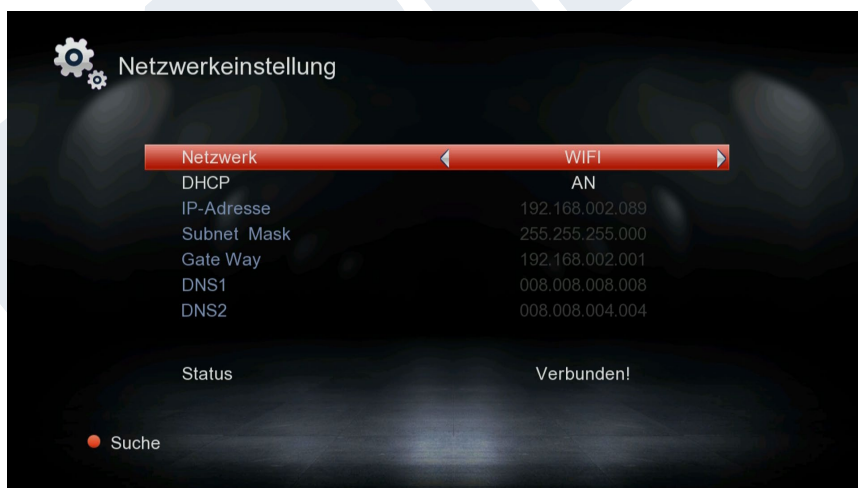 Netzwerkeinstellung
Netzwerk WIFI
DHCP AN
IP-Adresse 192.168.002.089
Subnet Mask 255.255.255.000
Gate Way 192.168.002.001
DNS1 008.008.008.008
DNS2 008.008.004.004
Status Verbunden!
Suche